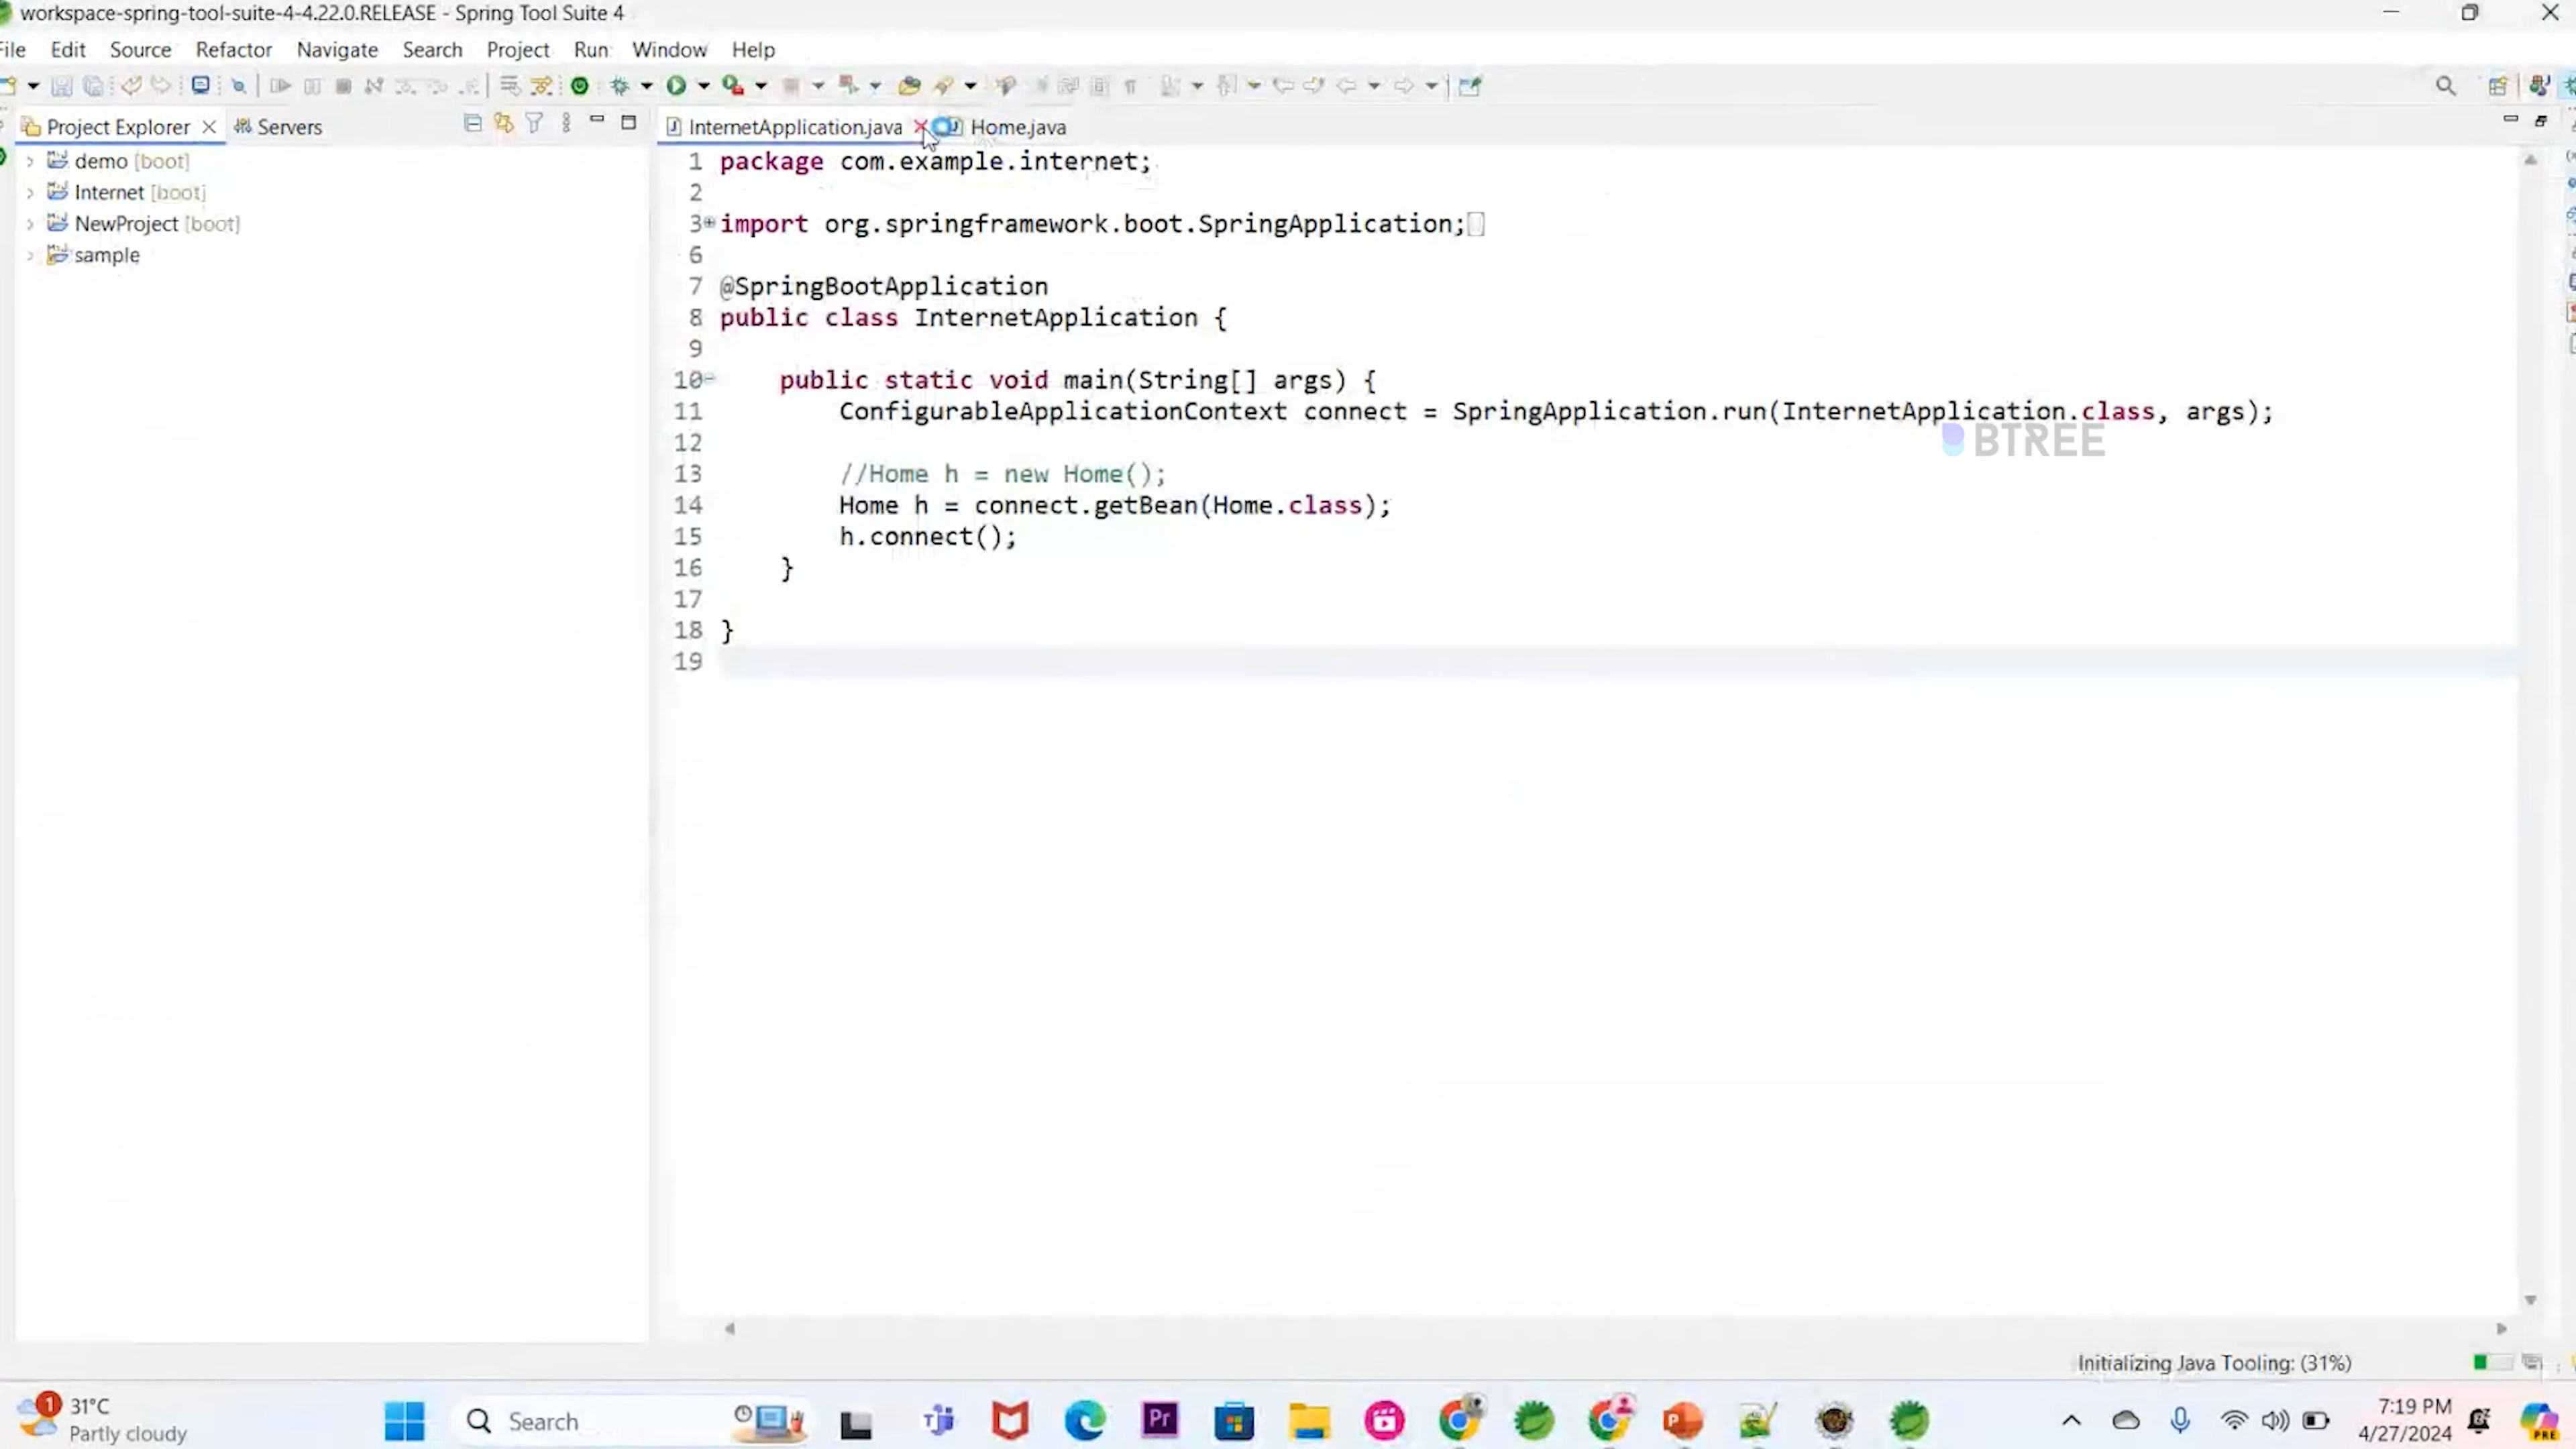 workspace-spring-tool-suite-4-4.22.0.RELEASE - Spring Tool Suite 4
File Edit Source Refactor Navigate Search Project Run Window Help
Project Explorer Servers
InternetApplication.java Home.java
demo [boot]
Internet [boot]
NewProject [boot]
sample
1 package com.example.internet;
2
3 import org.springframework.boot.SpringApplication;
6
7 @SpringBootApplication
8 public class InternetApplication {
9
10 public static void main(String[] args) {
11 ConfigurableApplicationContext connect = SpringApplication.run(InternetApplication.class, args);
12
13 //Home h = new Home();
14 Home h = connect.getBean(Home.class);
15 h.connect();
16 }
17
18 }
19
BTREE
Initializing Java Tooling: (31%)
1
31°C
Partly cloudy
Search
Pr
7:19 PM
4/27/2024
PRE